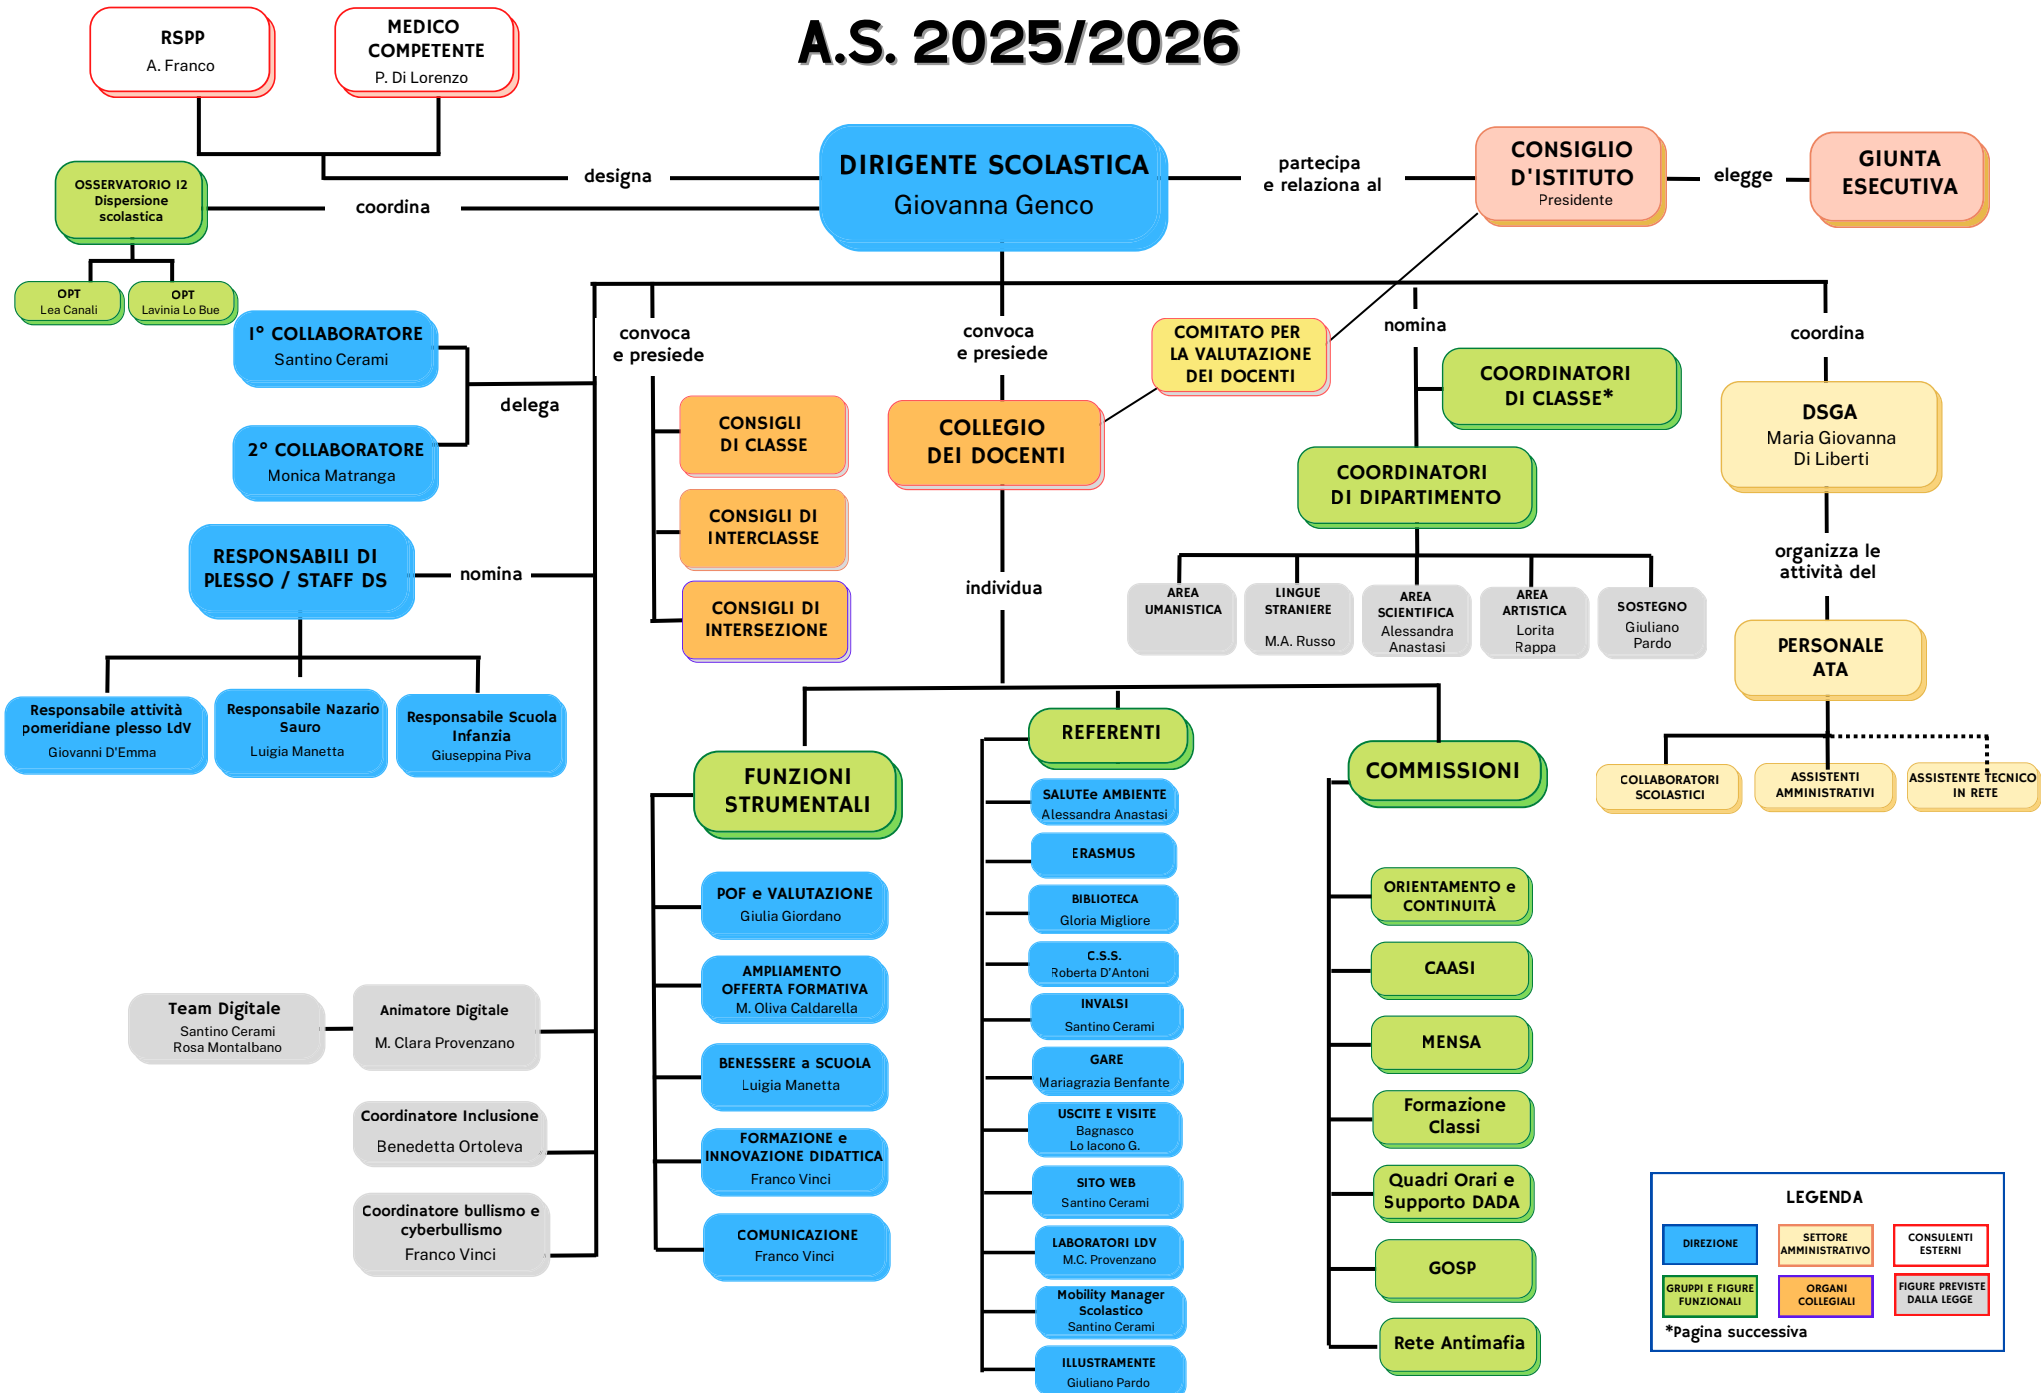 A.S. 2025/2026
RSPP
A. Franco
MEDICO
COMPETENTE
P. Di Lorenzo
designa
DIRIGENTE SCOLASTICA
Giovanna Genco
partecipa
e relaziona al
CONSIGLIO
D'ISTITUTO
Presidente
elegge
GIUNTA
ESECUTIVA
OSSERVATORIO 12
Dispersione
scolastica
coordina
OPT
Lea Canali
OPT
Lavinia Lo Bue
1° COLLABORATORE
Santino Cerami
2° COLLABORATORE
Monica Matranga
delega
RESPONSABILI DI
PLESSO / STAFF DS
nomina
Responsabile attività
pomeridiane plesso LdV
Giovanni D'Emma
Responsabile Nazario
Sauro
Luigia Manetta
Responsabile Scuola
Infanzia
Giuseppina Piva
Team Digitale
Santino Cerami
Rosa Montalbano
Animatore Digitale
M. Clara Provenzano
Coordinatore Inclusione
Benedetta Ortoleva
Coordinatore bullismo e
cyberbullismo
Franco Vinci
convoca
e presiede
CONSIGLI
DI CLASSE
CONSIGLI DI
INTERCLASSE
CONSIGLI DI
INTERSEZIONE
convoca
e presiede
COLLEGIO
DEI DOCENTI
COMITATO PER
LA VALUTAZIONE
DEI DOCENTI
individua
FUNZIONI
STRUMENTALI
POF e VALUTAZIONE
Giulia Giordano
AMPLIAMENTO
OFFERTA FORMATIVA
M. Oliva Caldarella
BENESSERE a SCUOLA
Luigia Manetta
FORMAZIONE e
INNOVAZIONE DIDATTICA
Franco Vinci
COMUNICAZIONE
Franco Vinci
REFERENTI
SALUTEe AMBIENTE
Alessandra Anastasi
ERASMUS
BIBLIOTECA
Gloria Migliore
C.S.S.
Roberta D'Antoni
INVALSI
Santino Cerami
GARE
Mariagrazia Benfante
USCITE E VISITE
Bagnasco
Lo Iacono G.
SITO WEB
Santino Cerami
LABORATORI LDV
M.C. Provenzano
Mobility Manager
Scolastico
Santino Cerami
ILLUSTRAMENTE
Giuliano Pardo
COMMISSIONI
ORIENTAMENTO e
CONTINUITÀ
CAASI
MENSA
Formazione
Classi
Quadri Orari e
Supporto DADA
GOSP
Rete Antimafia
nomina
COORDINATORI
DI CLASSE*
COORDINATORI
DI DIPARTIMENTO
AREA
UMANISTICA
LINGUE
STRANIERE
M.A. Russo
AREA
SCIENTIFICA
Alessandra
Anastasi
AREA
ARTISTICA
Lorita
Rappa
SOSTEGNO
Giuliano
Pardo
coordina
DSGA
Maria Giovanna
Di Liberti
organizza le
attività del
PERSONALE
ATA
COLLABORATORI
SCOLASTICI
ASSISTENTI
AMMINISTRATIVI
ASSISTENTE TECNICO
IN RETE
LEGENDA
DIREZIONE
SETTORE
AMMINISTRATIVO
CONSULENTI
ESTERNI
GRUPPI E FIGURE
FUNZIONALI
ORGANI
COLLEGIALI
FIGURE PREVISTE
DALLA LEGGE
*Pagina successiva